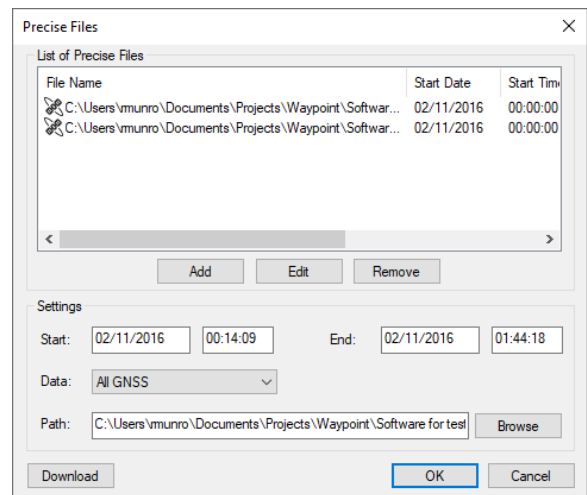 Precise Files
List of Precise Files
File Name Start Date Start Tim
C:\Users\rmunro\Documents\Projects\Waypoint\Softwar... 02/11/2016 00:00:00
C:\Users\rmunro\Documents\Projects\Waypoint\Softwar... 02/11/2016 00:00:00
Add Edit Remove
Settings
Start: 02/11/2016 00:14:09 End: 02/11/2016 01:44:18
Data: All GNSS
Path: C:\Users\rmunro\Documents\Projects\Waypoint\Software for test Browse
Download OK Cancel